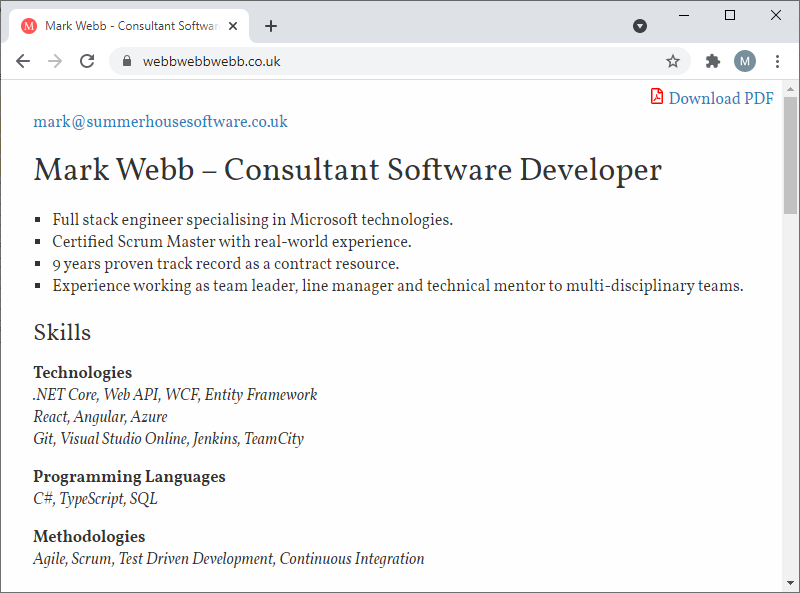 M Mark Webb - Consultant Softwar
webbwebbwebb.co.uk
M
Download PDF
mark@summerhousesoftware.co.uk
Mark Webb – Consultant Software Developer
Full stack engineer specialising in Microsoft technologies.
Certified Scrum Master with real-world experience.
9 years proven track record as a contract resource.
Experience working as team leader, line manager and technical mentor to multi-disciplinary teams.
Skills
Technologies
.NET Core, Web API, WCF, Entity Framework
React, Angular, Azure
Git, Visual Studio Online, Jenkins, TeamCity
Programming Languages
C#, TypeScript, SQL
Methodologies
Agile, Scrum, Test Driven Development, Continuous Integration